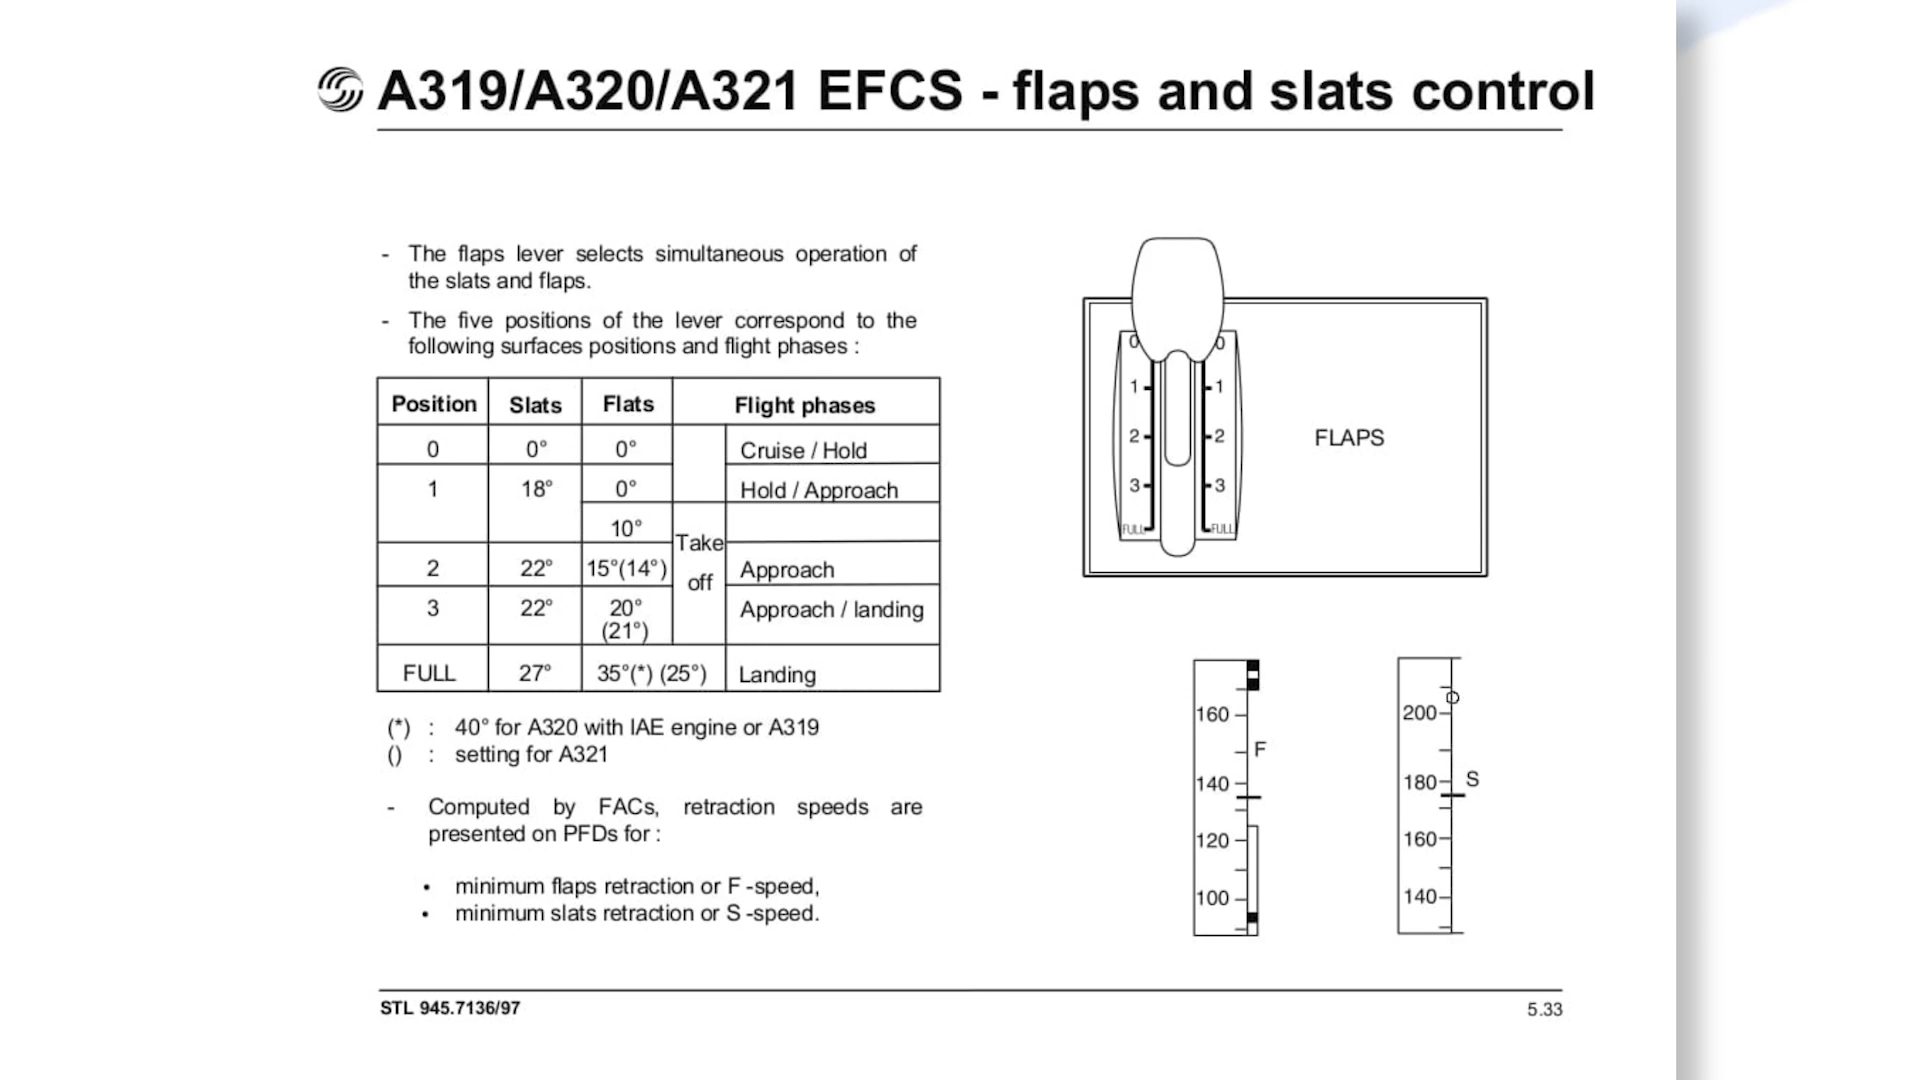 A319/A320/A321 EFCS - flaps and slats control
- The flaps lever selects simultaneous operation of
the slats and flaps.
- The five positions of the lever correspond to the
following surfaces positions and flight phases :
Position Slats Flats Flight phases
0 0° 0° Cruise / Hold
1 18° 0° Hold / Approach
10°
Take
off
2 22° 15°(14°) Approach
3 22° 20° Approach / landing
(21°)
FULL 27° 35°(*) (25°) Landing
(*) : 40° for A320 with IAE engine or A319
() : setting for A321
- Computed by FACs, retraction speeds are
presented on PFDs for :
• minimum flaps retraction or F -speed,
• minimum slats retraction or S -speed.
0 0
1 1
2 2
3 3
FULL FULL
FLAPS
160
F
140
120
100
200
180 S
160
140
STL 945.7136/97
5.33